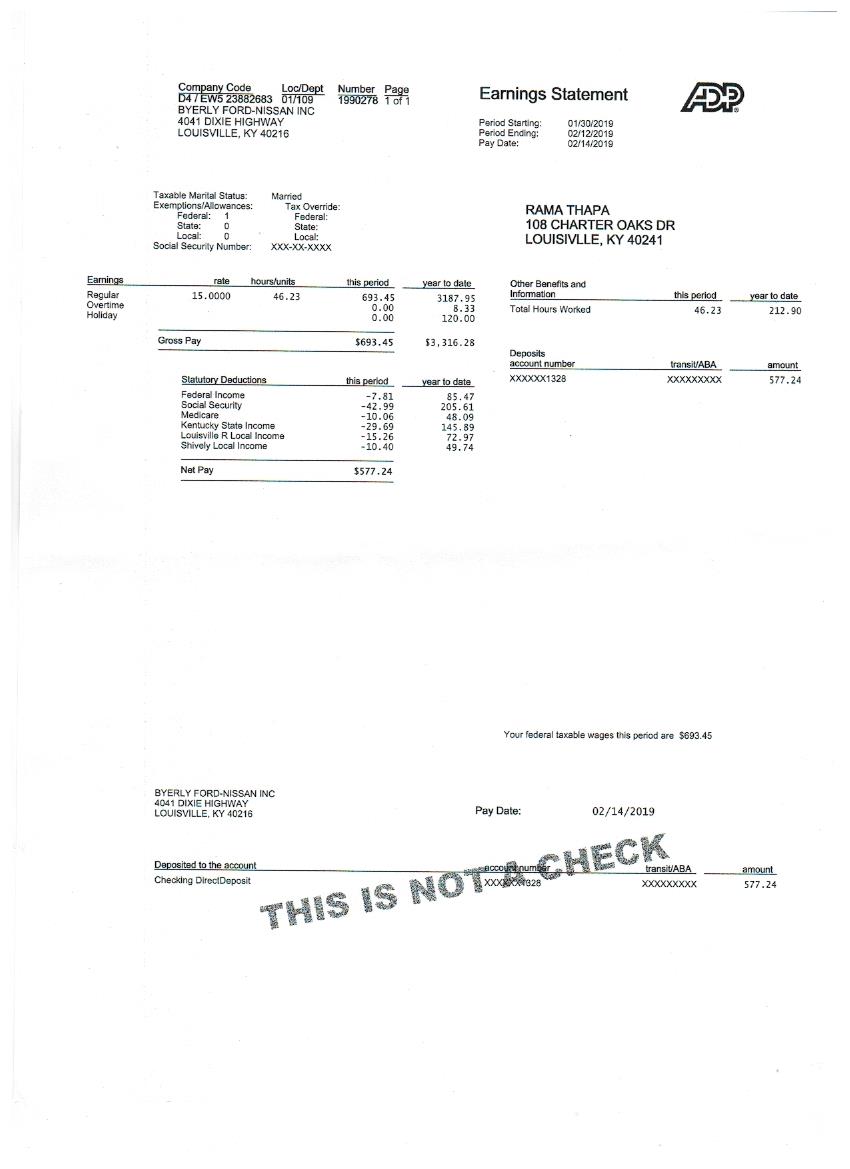 Company Code Loc/Dept Number Page
D4 / EW5 23882683 01/109 1990278 1 of 1
BYERLY FORD-NISSAN INC
4041 DIXIE HIGHWAY
LOUISVILLE, KY 40216
Earnings Statement
ADP
Period Starting: 01/30/2019
Period Ending: 02/12/2019
Pay Date: 02/14/2019
Taxable Marital Status: Married
Exemptions/Allowances: Tax Override:
Federal: 1 Federal:
State: 0 State:
Local: 0 Local:
Social Security Number: XXX-XX-XXXX
RAMA THAPA
108 CHARTER OAKS DR
LOUISIVLLE, KY 40241
Earnings rate hours/units this period year to date
Regular 15.0000 46.23 693.45 3187.95
Overtime 0.00 8.33
Holiday 0.00 120.00
Gross Pay $693.45 $3,316.28
Other Benefits and
Information this period year to date
Total Hours Worked 46.23 212.90
Deposits
account number transit/ABA amount
XXXXXX1328 XXXXXXXXX 577.24
Statutory Deductions this period year to date
Federal Income -7.81 85.47
Social Security -42.99 205.61
Medicare -10.06 48.09
Kentucky State Income -29.69 145.89
Louisville R Local Income -15.26 72.97
Shively Local Income -10.40 49.74
Net Pay $577.24
Your federal taxable wages this period are $693.45
BYERLY FORD-NISSAN INC
4041 DIXIE HIGHWAY
LOUISVILLE, KY 40216
Pay Date: 02/14/2019
Deposited to the account account number transit/ABA amount
Checking DirectDeposit XXXXXX1328 XXXXXXXXX 577.24
THIS IS NOT A CHECK